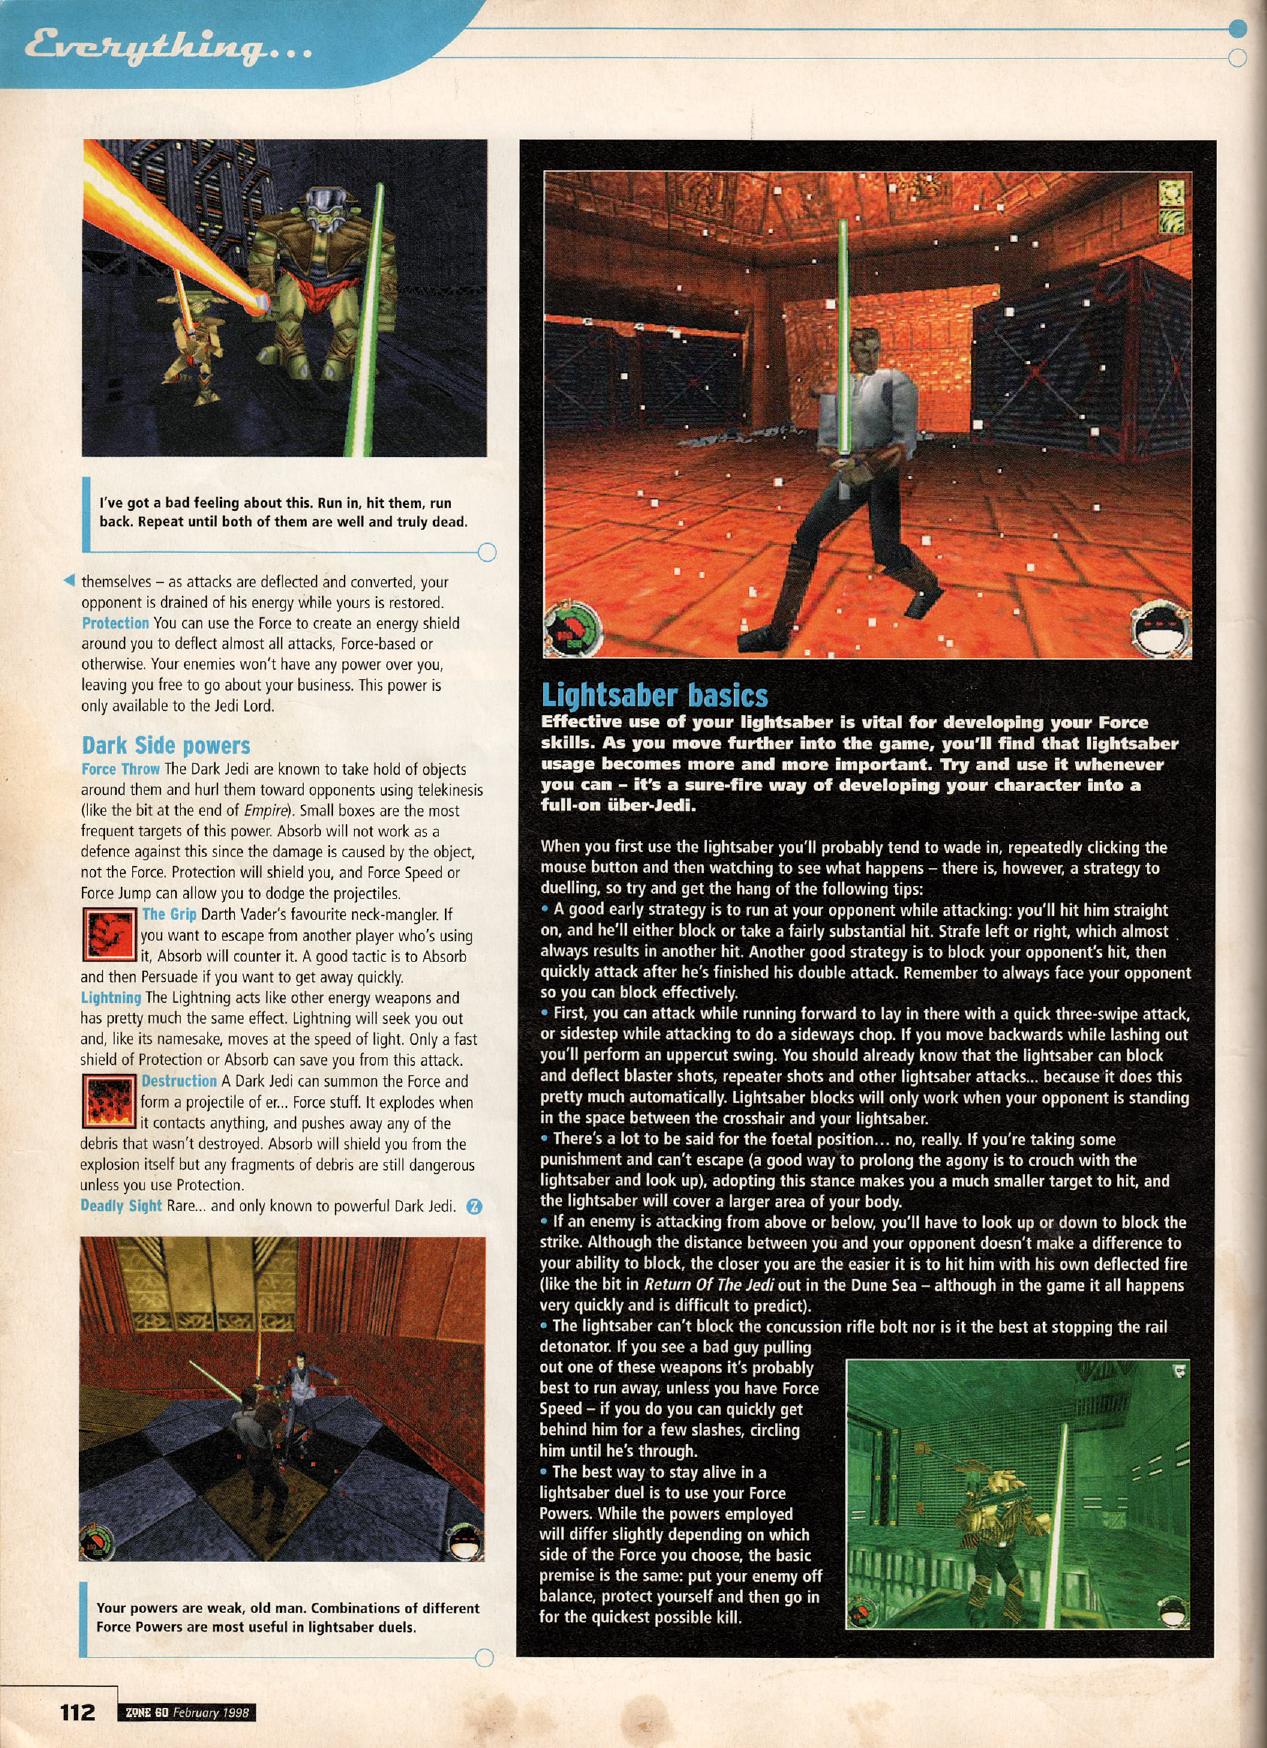 Everything...
I've got a bad feeling about this. Run in, hit them, run
back. Repeat until both of them are well and truly dead.
themselves – as attacks are deflected and converted, your
opponent is drained of his energy while yours is restored.
Protection You can use the Force to create an energy shield
around you to deflect almost all attacks, Force-based or
otherwise. Your enemies won't have any power over you,
leaving you free to go about your business. This power is
only available to the Jedi Lord.
Dark Side powers
Force Throw The Dark Jedi are known to take hold of objects
around them and hurl them toward opponents using telekinesis
(like the bit at the end of Empire). Small boxes are the most
frequent targets of this power. Absorb will not work as a
defence against this since the damage is caused by the object,
not the Force. Protection will shield you, and Force Speed or
Force Jump can allow you to dodge the projectiles.
The Grip Darth Vader's favourite neck-mangler. If
you want to escape from another player who's using
it, Absorb will counter it. A good tactic is to Absorb
and then Persuade if you want to get away quickly.
Lightning The Lightning acts like other energy weapons and
has pretty much the same effect. Lightning will seek you out
and, like its namesake, moves at the speed of light. Only a fast
shield of Protection or Absorb can save you from this attack.
Destruction A Dark Jedi can summon the Force and
form a projectile of er... Force stuff. It explodes when
it contacts anything, and pushes away any of the
debris that wasn't destroyed. Absorb will shield you from the
explosion itself but any fragments of debris are still dangerous
unless you use Protection.
Deadly Sight Rare... and only known to powerful Dark Jedi. Z
Your powers are weak, old man. Combinations of different
Force Powers are most useful in lightsaber duels.
Lightsaber basics
Effective use of your lightsaber is vital for developing your Force
skills. As you move further into the game, you'll find that lightsaber
usage becomes more and more important. Try and use it whenever
you can – it's a sure-fire way of developing your character into a
full-on über-Jedi.
When you first use the lightsaber you'll probably tend to wade in, repeatedly clicking the
mouse button and then watching to see what happens – there is, however, a strategy to
duelling, so try and get the hang of the following tips:
• A good early strategy is to run at your opponent while attacking: you'll hit him straight
on, and he'll either block or take a fairly substantial hit. Strafe left or right, which almost
always results in another hit. Another good strategy is to block your opponent's hit, then
quickly attack after he's finished his double attack. Remember to always face your opponent
so you can block effectively.
• First, you can attack while running forward to lay in there with a quick three-swipe attack,
or sidestep while attacking to do a sideways chop. If you move backwards while lashing out
you'll perform an uppercut swing. You should already know that the lightsaber can block
and deflect blaster shots, repeater shots and other lightsaber attacks... because it does this
pretty much automatically. Lightsaber blocks will only work when your opponent is standing
in the space between the crosshair and your lightsaber.
• There's a lot to be said for the foetal position... no, really. If you're taking some
punishment and can't escape (a good way to prolong the agony is to crouch with the
lightsaber and look up), adopting this stance makes you a much smaller target to hit, and
the lightsaber will cover a larger area of your body.
• If an enemy is attacking from above or below, you'll have to look up or down to block the
strike. Although the distance between you and your opponent doesn't make a difference to
your ability to block, the closer you are the easier it is to hit him with his own deflected fire
(like the bit in Return Of The Jedi out in the Dune Sea – although in the game it all happens
very quickly and is difficult to predict).
• The lightsaber can't block the concussion rifle bolt nor is it the best at stopping the rail
detonator. If you see a bad guy pulling
out one of these weapons it's probably
best to run away, unless you have Force
Speed – if you do you can quickly get
behind him for a few slashes, circling
him until he's through.
• The best way to stay alive in a
lightsaber duel is to use your Force
Powers. While the powers employed
will differ slightly depending on which
side of the Force you choose, the basic
premise is the same: put your enemy off
balance, protect yourself and then go in
for the quickest possible kill.
112 ZONE 60 February 1998